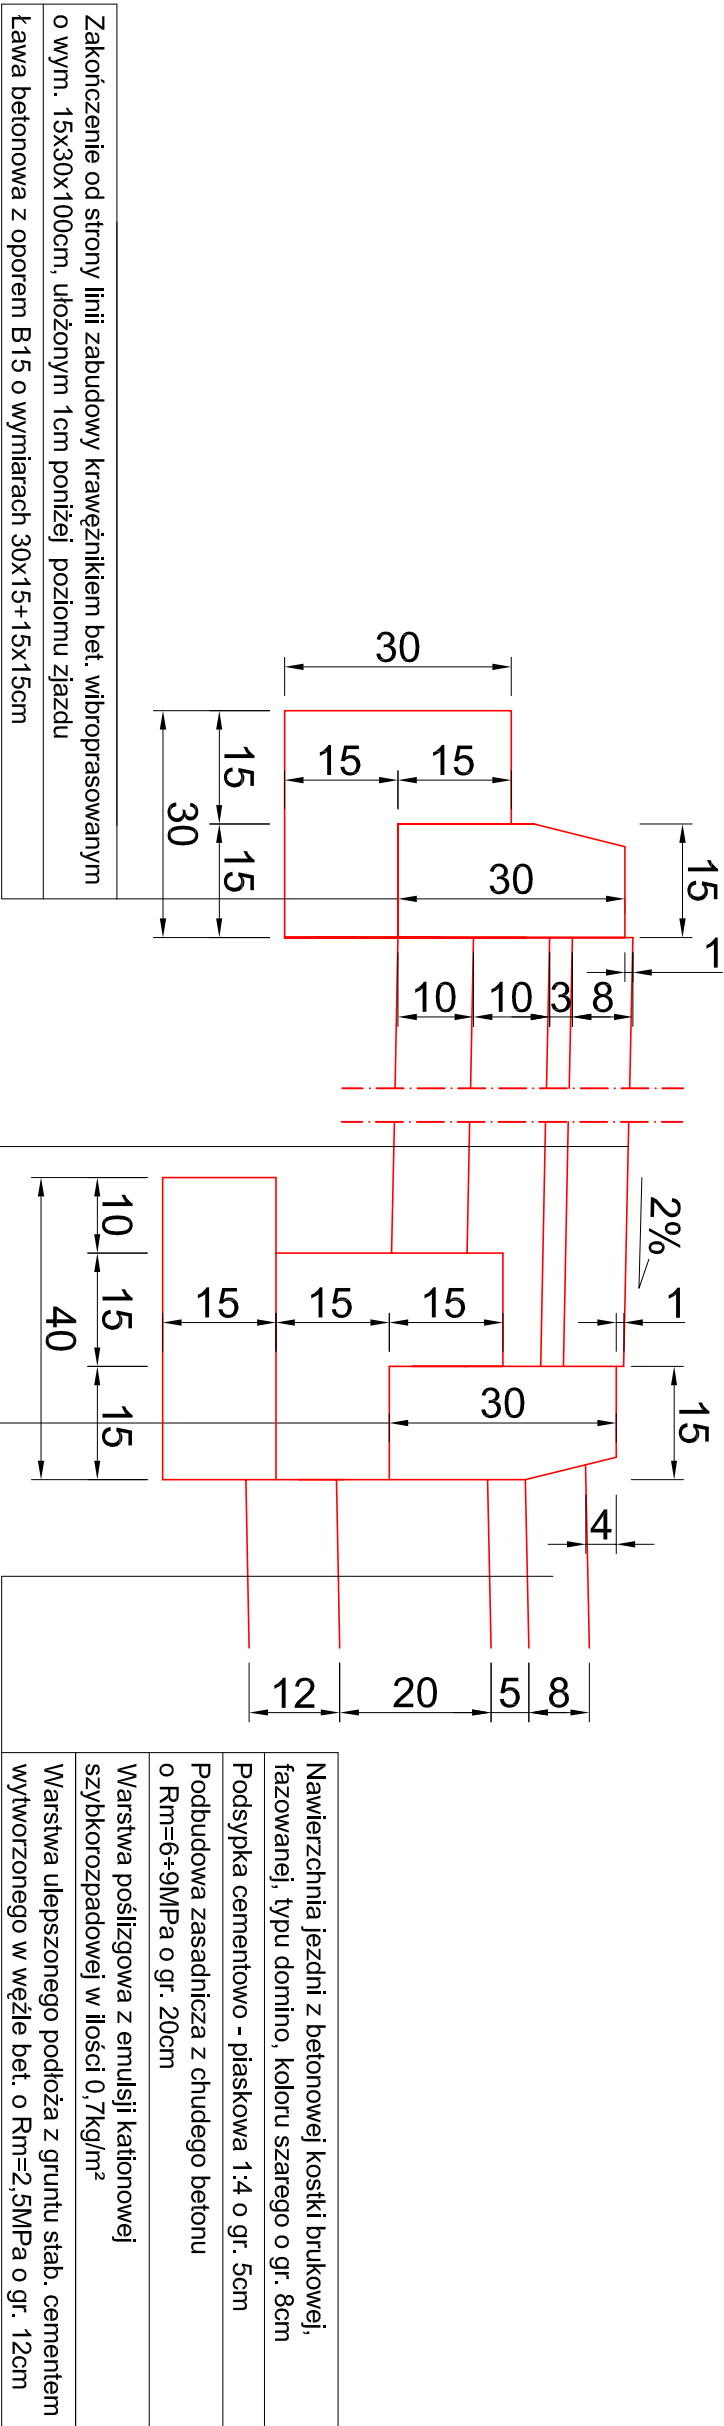 Zakończenie od strony linii zabudowy krawężnikiem bet. wibroprasowanym
o wym. 15x30x100cm, ułożonym 1cm poniżej poziomu zjazdu
Ława betonowa z oporem B15 o wymiarach 30x15+15x15cm
15
1
30
15
15
30
10
10
3
8
15
15
30
2%
1
15
15
15
15
30
4
10
15
15
40
12
20
5
8
Nawierzchnia jezdni z betonowej kostki brukowej,
fazowanej, typu domino, koloru szarego o gr. 8cm
Podsypka cementowo - piaskowa 1:4 o gr. 5cm
Podbudowa zasadnicza z chudego betonu
o Rm=6÷9MPa o gr. 20cm
Warstwa poślizgowa z emulsji kationowej
szybkorozpadowej w ilości 0,7kg/m²
Warstwa ulepszonego podłoża z gruntu stab. cementem
wytworzonego w węźle bet. o Rm=2,5MPa o gr. 12cm